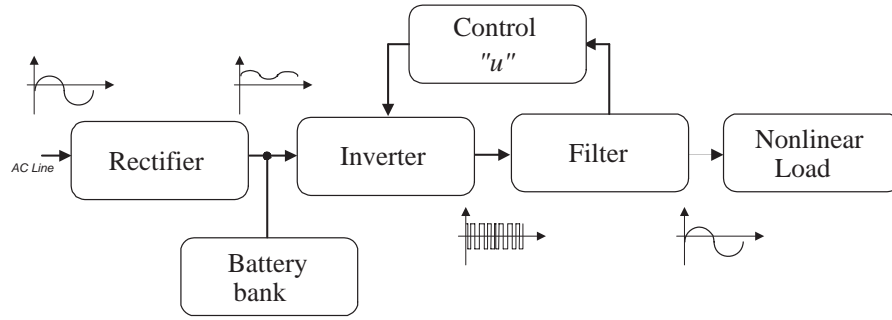 Control
"u"
AC Line
Rectifier
Inverter
Filter
Nonlinear
Load
Battery
bank